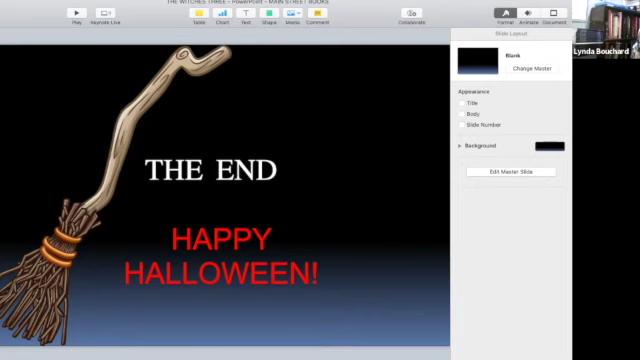 THE WITCHES THREE – PowerPoint – MAIN STREET BOOKS
Play
Keynote Live
Table
Chart
Text
Shape
Media
Comment
Collaborate
Format
Animate
Document
Slide Layout
Blank
Change Master
Appearance
Title
Body
Slide Number
Background
Edit Master Slide
THE END
HAPPY
HALLOWEEN!
Lynda Bouchard